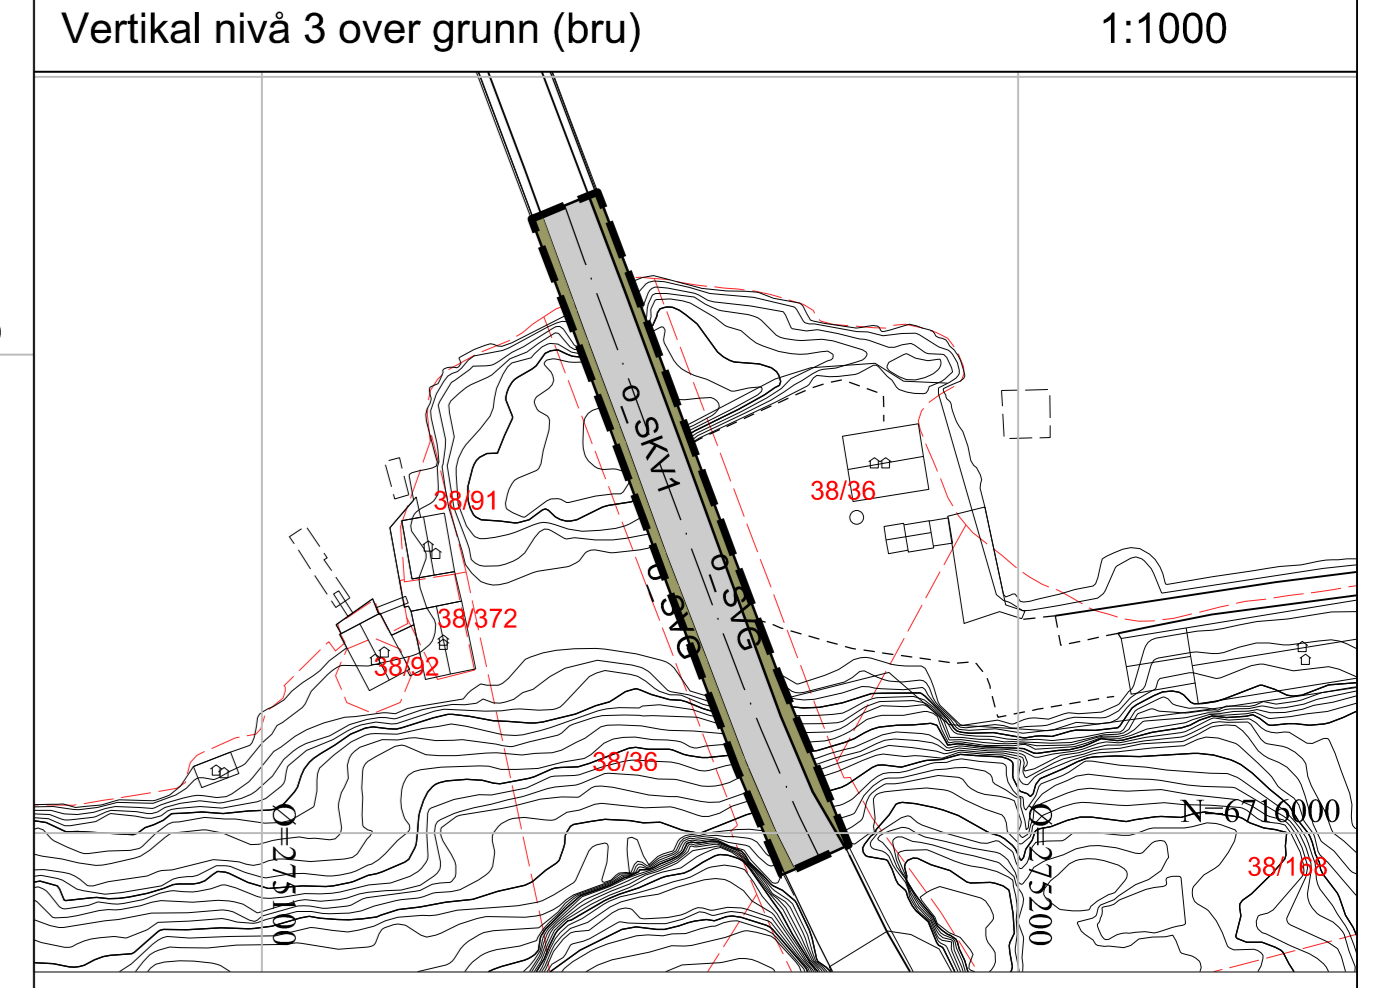 Vertikal nivå 3 over grunn (bru) 1:1000
o_SKV1
38/91
38/36
o_SVG
o_SVG
38/372
38/92
38/36
N=6716000
Ø=275100
Ø=275200
38/168